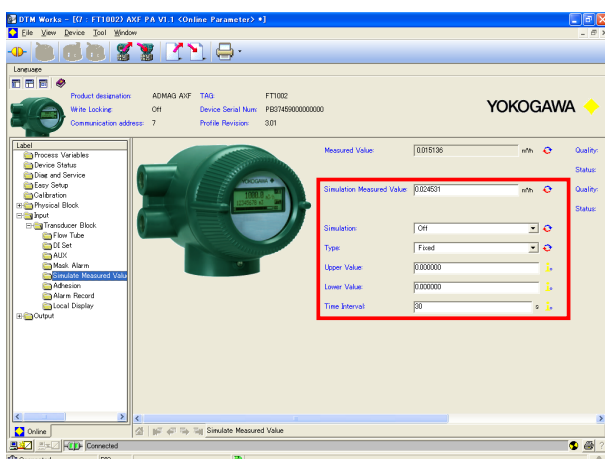 DTM Works - [(7 : FT1002) AXF PA V1.1 <Online Parameter> *]
File View Device Tool Window
Language
Product designation: ADMAG AXF TAG: FT1002
Write Locking: Off Device Serial Num: PB37459000000000
Communication address: 7 Profile Revision: 3.01
YOKOGAWA
Label
Process Variables
Device Status
Diag and Service
Easy Setup
Calibration
Physical Block
Input
Transducer Block
Flow Tube
DI Set
AUX
Mask Alarm
Simulate Measured Valu
Adhesion
Alarm Record
Local Display
Output
YOKOGAWA
Measured Value: 0.015136 m³/h Quality:
Status:
Simulation Measured Value: 0.024531 m³/h Quality:
Status:
Simulation: Off
Type: Fixed
Upper Value: 0.000000
Lower Value: 0.000000
Time Interval: 30 s
Online
Simulate Measured Value
Connected